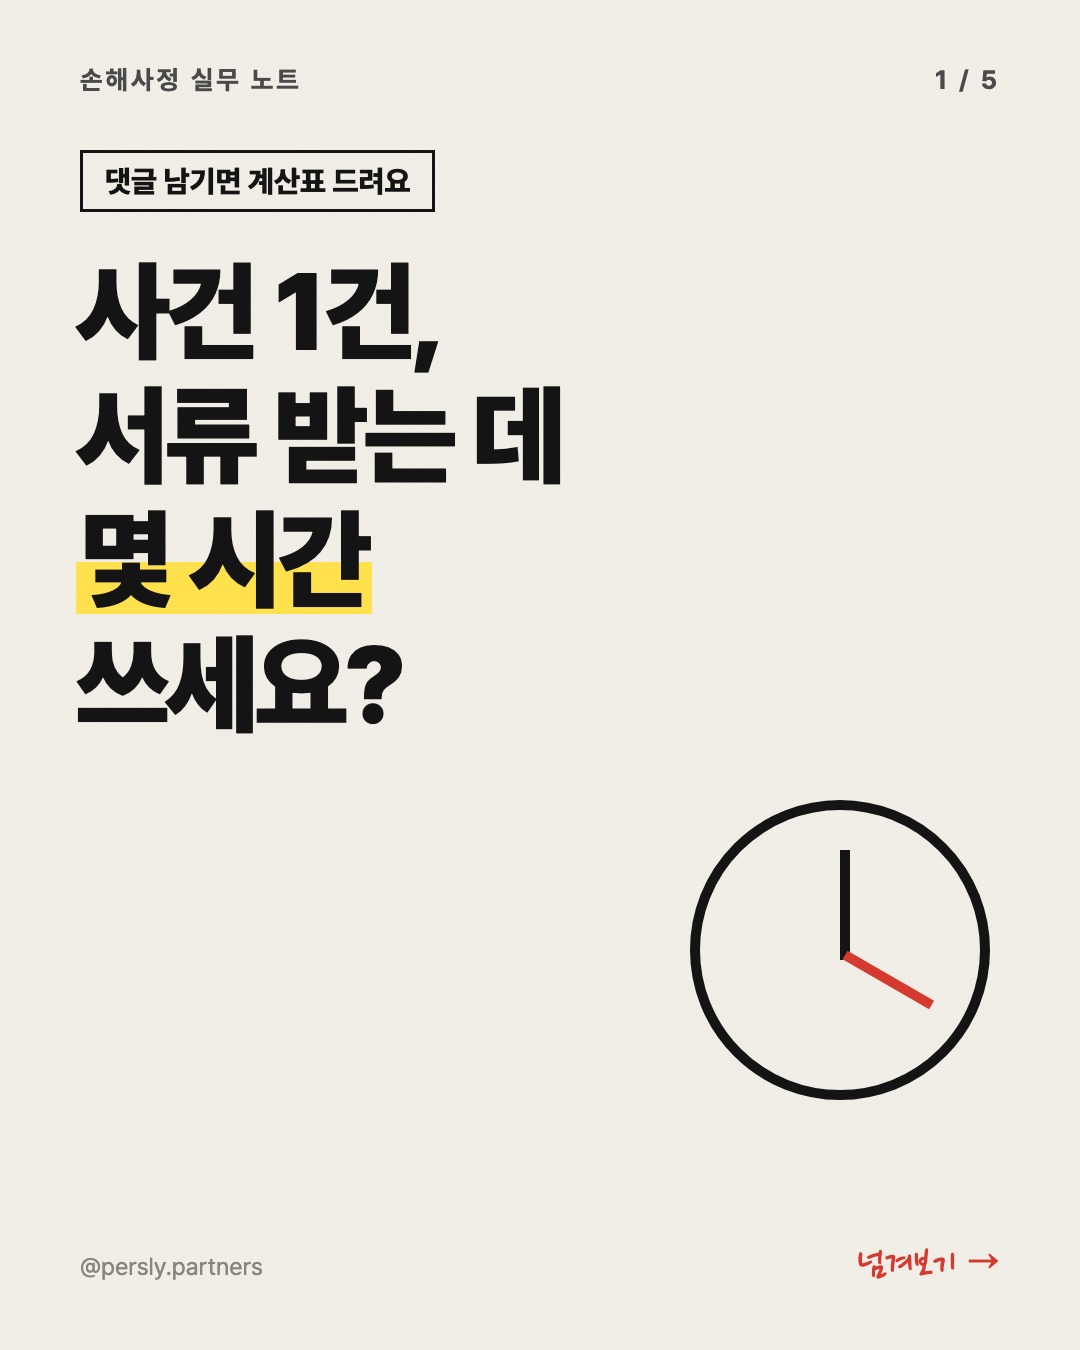 손해사정 실무 노트
1 / 5
댓글 남기면 계산표 드려요
사건 1건,
서류 받는 데
몇 시간
쓰세요?
@persly.partners
넘겨보기 →